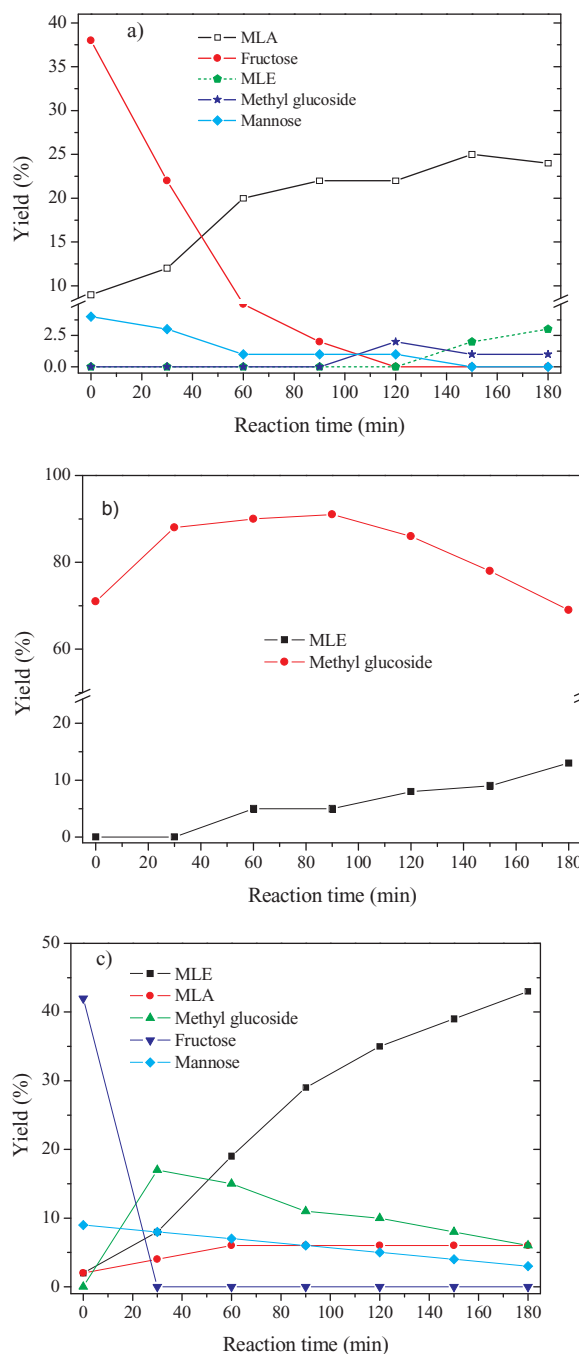 a)
MLA
Fructose
MLE
Methyl glucoside
Mannose
Yield (%)
40
35
30
25
20
15
10
2.5
0.0
0 20 40 60 80 100 120 140 160 180
Reaction time (min)
b)
MLE
Methyl glucoside
Yield (%)
100
80
60
20
10
0
0 20 40 60 80 100 120 140 160 180
Reaction time (min)
c)
MLE
MLA
Methyl glucoside
Fructose
Mannose
Yield (%)
50
40
30
20
10
0
0 20 40 60 80 100 120 140 160 180
Reaction time (min)